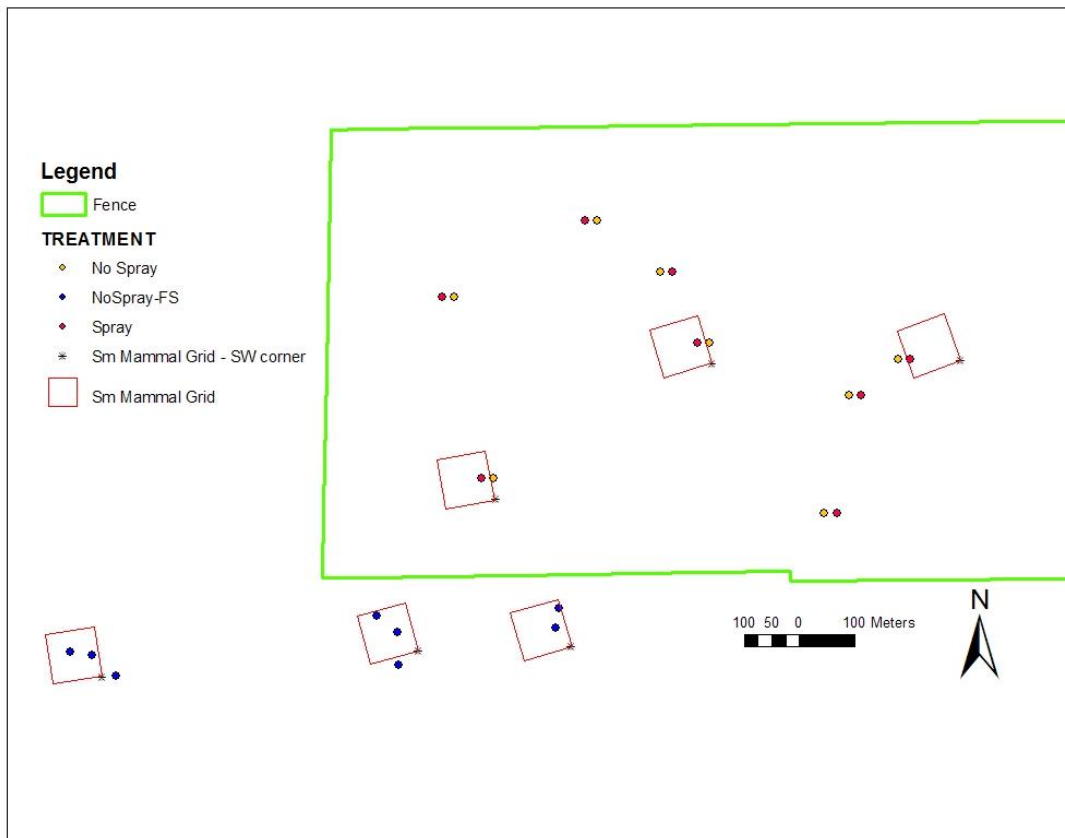 Legend
Fence
TREATMENT
No Spray
NoSpray-FS
Spray
Sm Mammal Grid - SW corner
Sm Mammal Grid
N
100 50 0 100 Meters